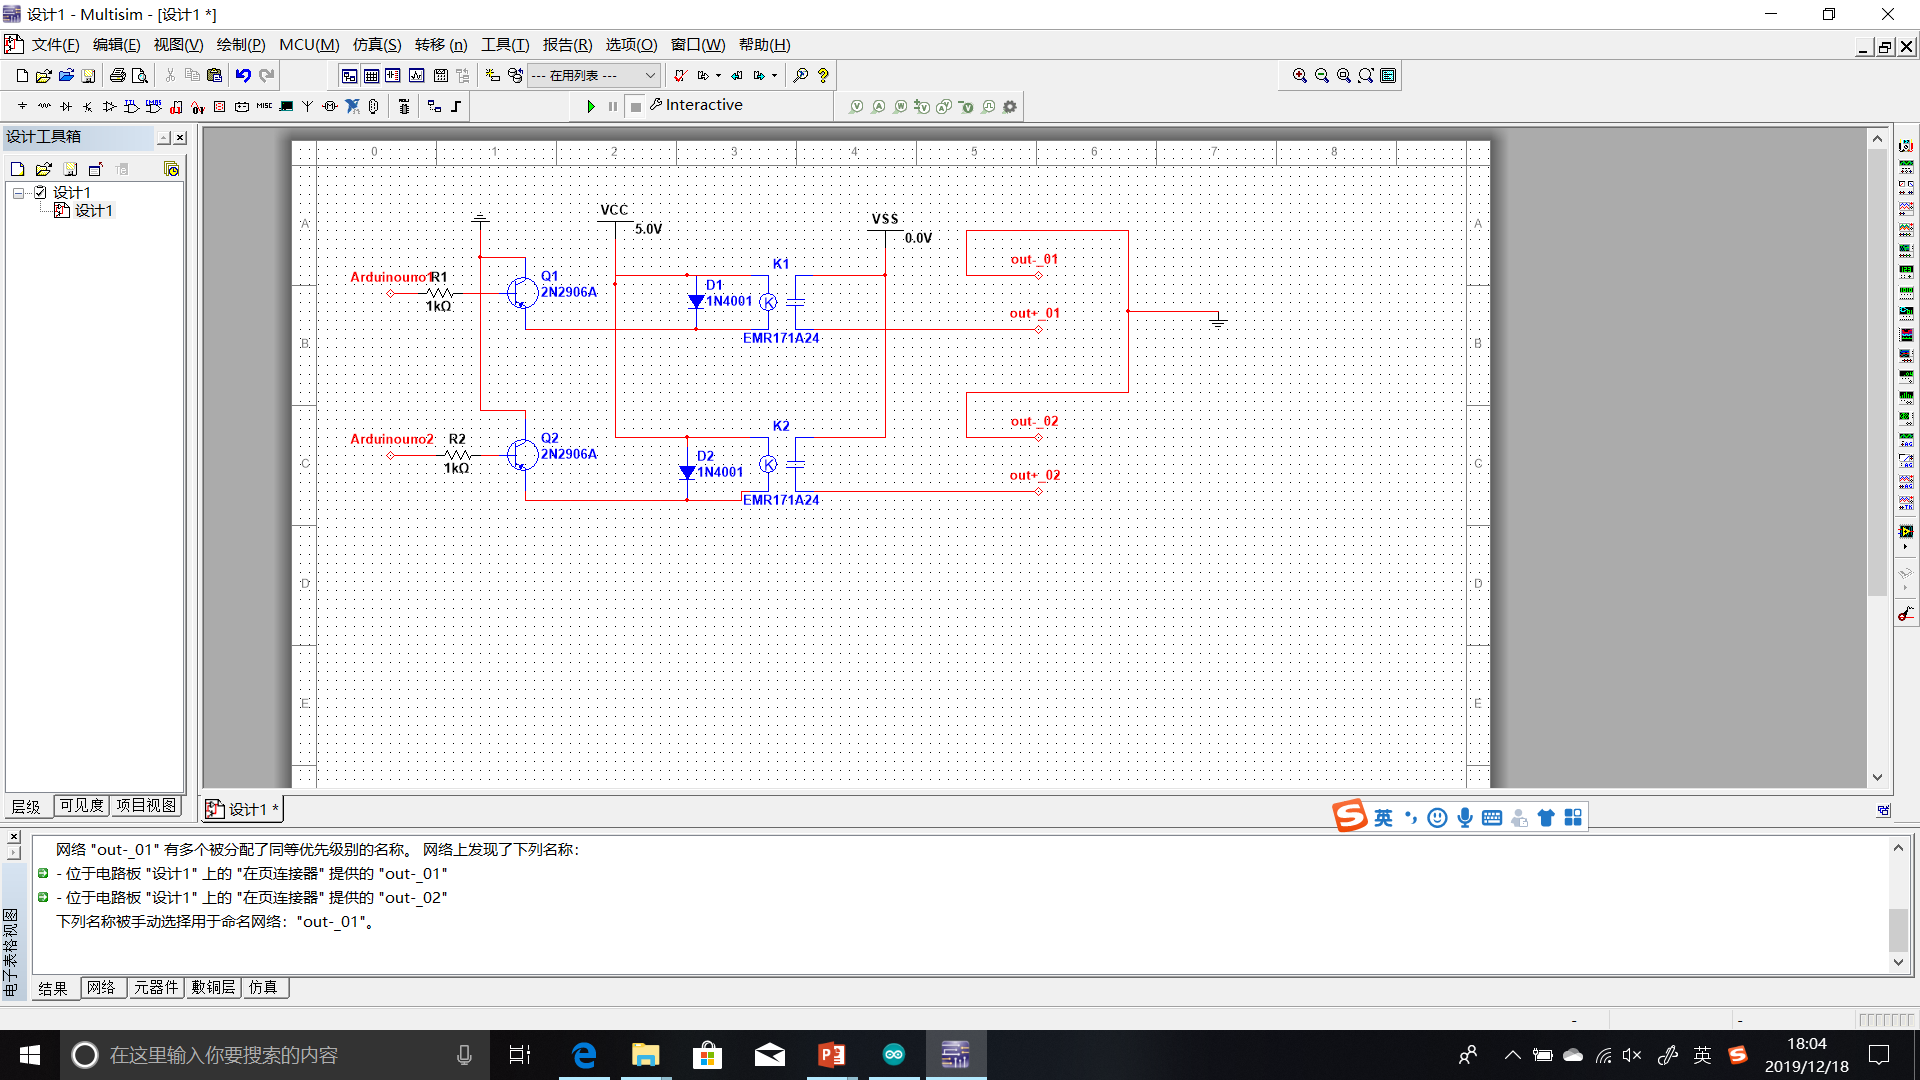 设计1 - Multisim - [设计1 *]
文件(F) 编辑(E) 视图(V) 绘制(P) MCU(M) 仿真(S) 转移 (n) 工具(T) 报告(R) 选项(O) 窗口(W) 帮助(H)
--- 在用列表 ---
Interactive
设计工具箱
设计1
设计1
0 1 2 3 4 5 6 7 8
A A
B B
C C
D D
E E
VCC
5.0V
VSS
0.0V
Arduinouno1
R1
1kΩ
Q1
2N2906A
D1
1N4001
K1
K
EMR171A24
out-_01
out+_01
Arduinouno2
R2
1kΩ
Q2
2N2906A
D2
1N4001
K2
K
EMR171A24
out-_02
out+_02
层级 可见度 项目视图
设计1 *
英
网络 "out-_01" 有多个被分配了同等优先级别的名称。 网络上发现了下列名称：
- 位于电路板 "设计1" 上的 "在页连接器" 提供的 "out-_01"
- 位于电路板 "设计1" 上的 "在页连接器" 提供的 "out-_02"
下列名称被手动选择用于命名网络： "out-_01"。
电子表格视图
结果 网络 元器件 敷铜层 仿真
- -
在这里输入你要搜索的内容
英
18:04
2019/12/18